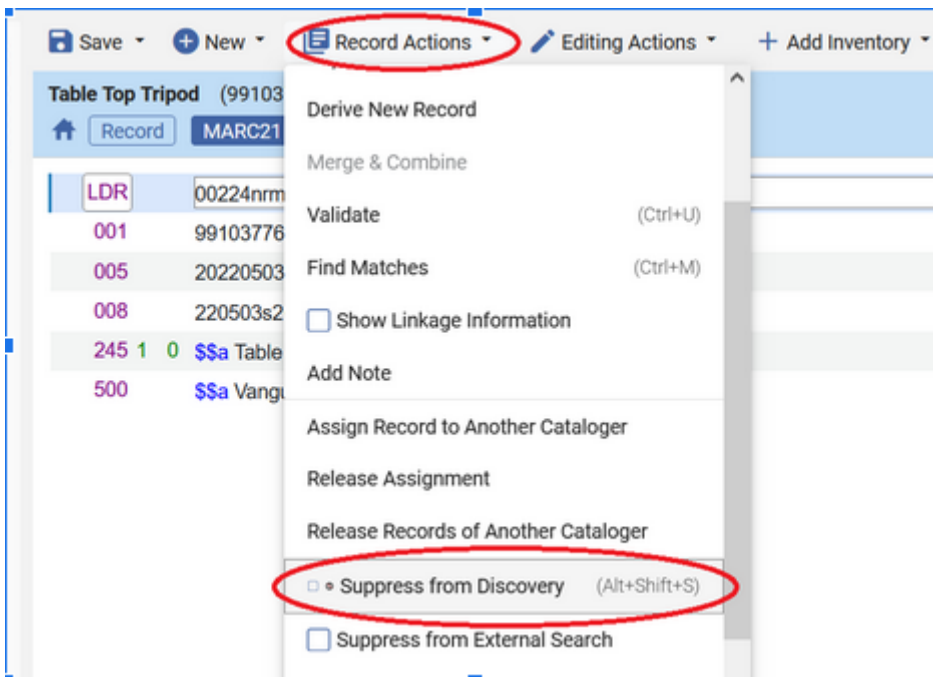 Save New Record Actions Editing Actions + Add Inventory
Table Top Tripod (99103
Record MARC21
Derive New Record
Merge & Combine
LDR 00224nrm
Validate (Ctrl+U)
001 99103776
Find Matches (Ctrl+M)
005 20220503
008 220503s2
Show Linkage Information
245 1 0 $$a Table
Add Note
500 $$a Vangu
Assign Record to Another Cataloger
Release Assignment
Release Records of Another Cataloger
Suppress from Discovery (Alt+Shift+S)
Suppress from External Search